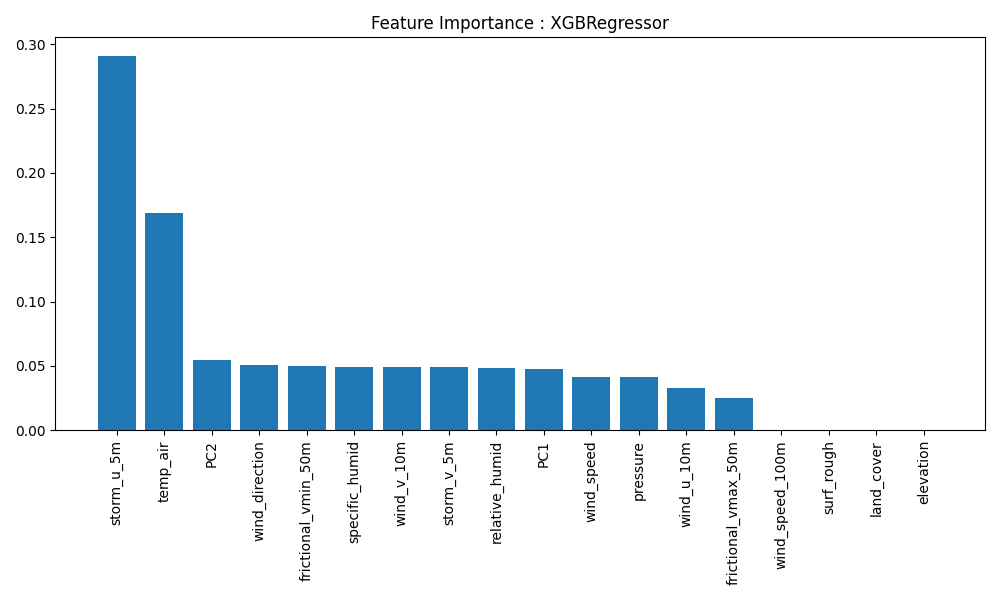 Feature Importance : XGBRegressor
0.30
0.25
0.20
0.15
0.10
0.05
0.00
storm_u_5m
temp_air
PC2
wind_direction
frictional_vmin_50m
specific_humid
wind_v_10m
storm_v_5m
relative_humid
PC1
wind_speed
pressure
wind_u_10m
frictional_vmax_50m
wind_speed_100m
surf_rough
land_cover
elevation